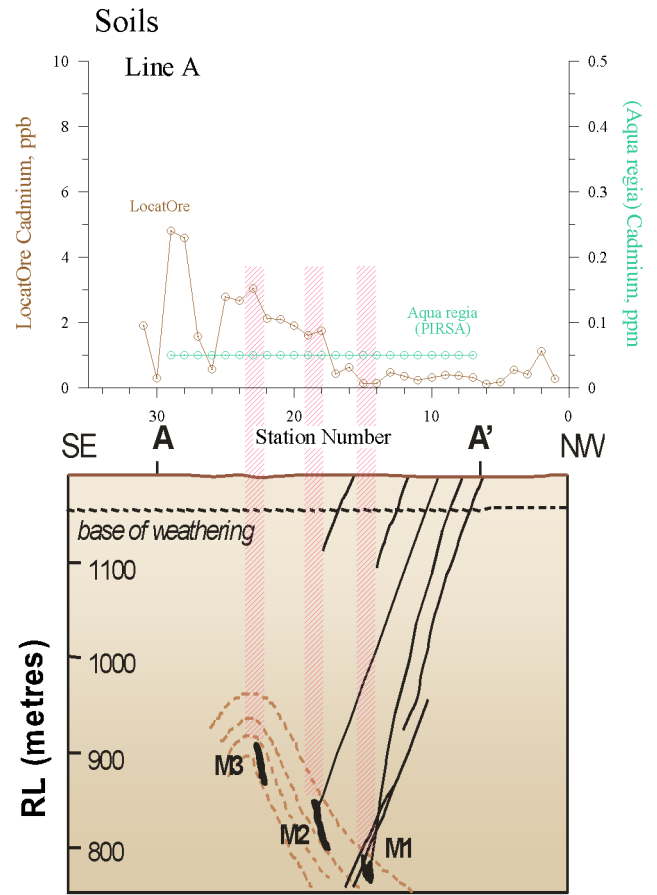 Soils
Line A
LocatOre Cadmium, ppb
10
8
6
4
2
0
0.5
0.4
0.3
0.2
0.1
0
(Aqua regia) Cadmium, ppm
LocatOre
Aqua regia
(PIRSA)
30
20
10
0
Station Number
SE
A
A'
NW
base of weathering
1100
1000
900
800
RL (metres)
M3
M2
M1